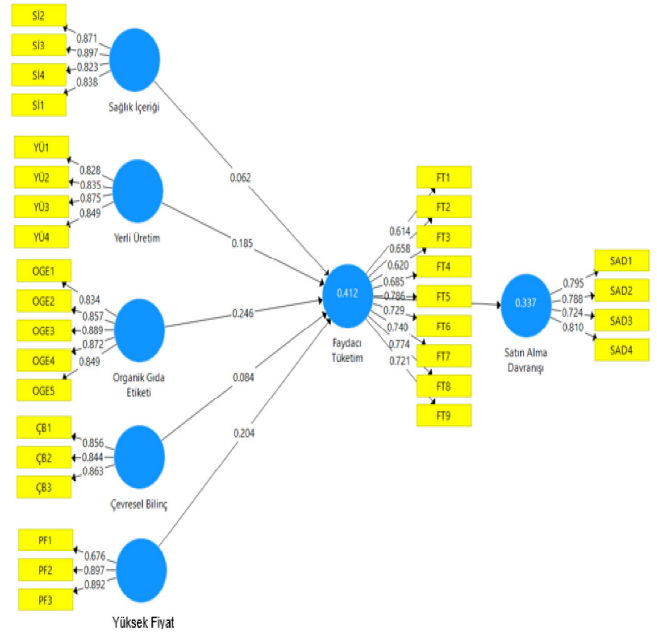 Sİ2
Sİ3
Sİ4
Sİ1
0.871
0.897
0.823
0.838
Sağlık İçeriği
0.062
YÜ1
YÜ2
YÜ3
YÜ4
0.828
0.835
0.875
0.849
Yerli Üretim
0.185
OGE1
OGE2
OGE3
OGE4
OGE5
0.834
0.857
0.889
0.872
0.849
Organik Gıda
Etiketi
0.246
ÇB1
ÇB2
ÇB3
0.856
0.844
0.863
Çevresel Bilinç
0.084
PF1
PF2
PF3
0.676
0.897
0.892
Yüksek Fiyat
0.204
0.412
Faydacı
Tüketim
0.614
0.658
0.620
0.685
0.786
0.729
0.740
0.774
0.721
FT1
FT2
FT3
FT4
FT5
FT6
FT7
FT8
FT9
0.337
Satın Alma
Davranışı
0.795
0.788
0.724
0.810
SAD1
SAD2
SAD3
SAD4